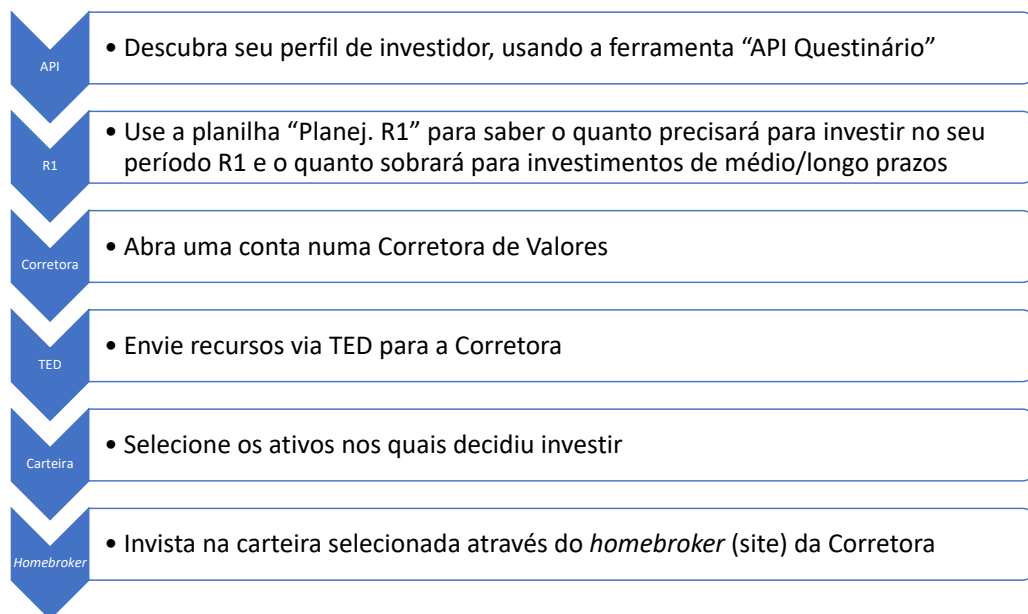 API
• Descubra seu perfil de investidor, usando a ferramenta “API Questinário”
R1
• Use a planilha “Planej. R1” para saber o quanto precisará para investir no seu
período R1 e o quanto sobrará para investimentos de médio/longo prazos
Corretora
• Abra uma conta numa Corretora de Valores
TED
• Envie recursos via TED para a Corretora
Carteira
• Selecione os ativos nos quais decidiu investir
Homebroker
• Invista na carteira selecionada através do homebroker (site) da Corretora